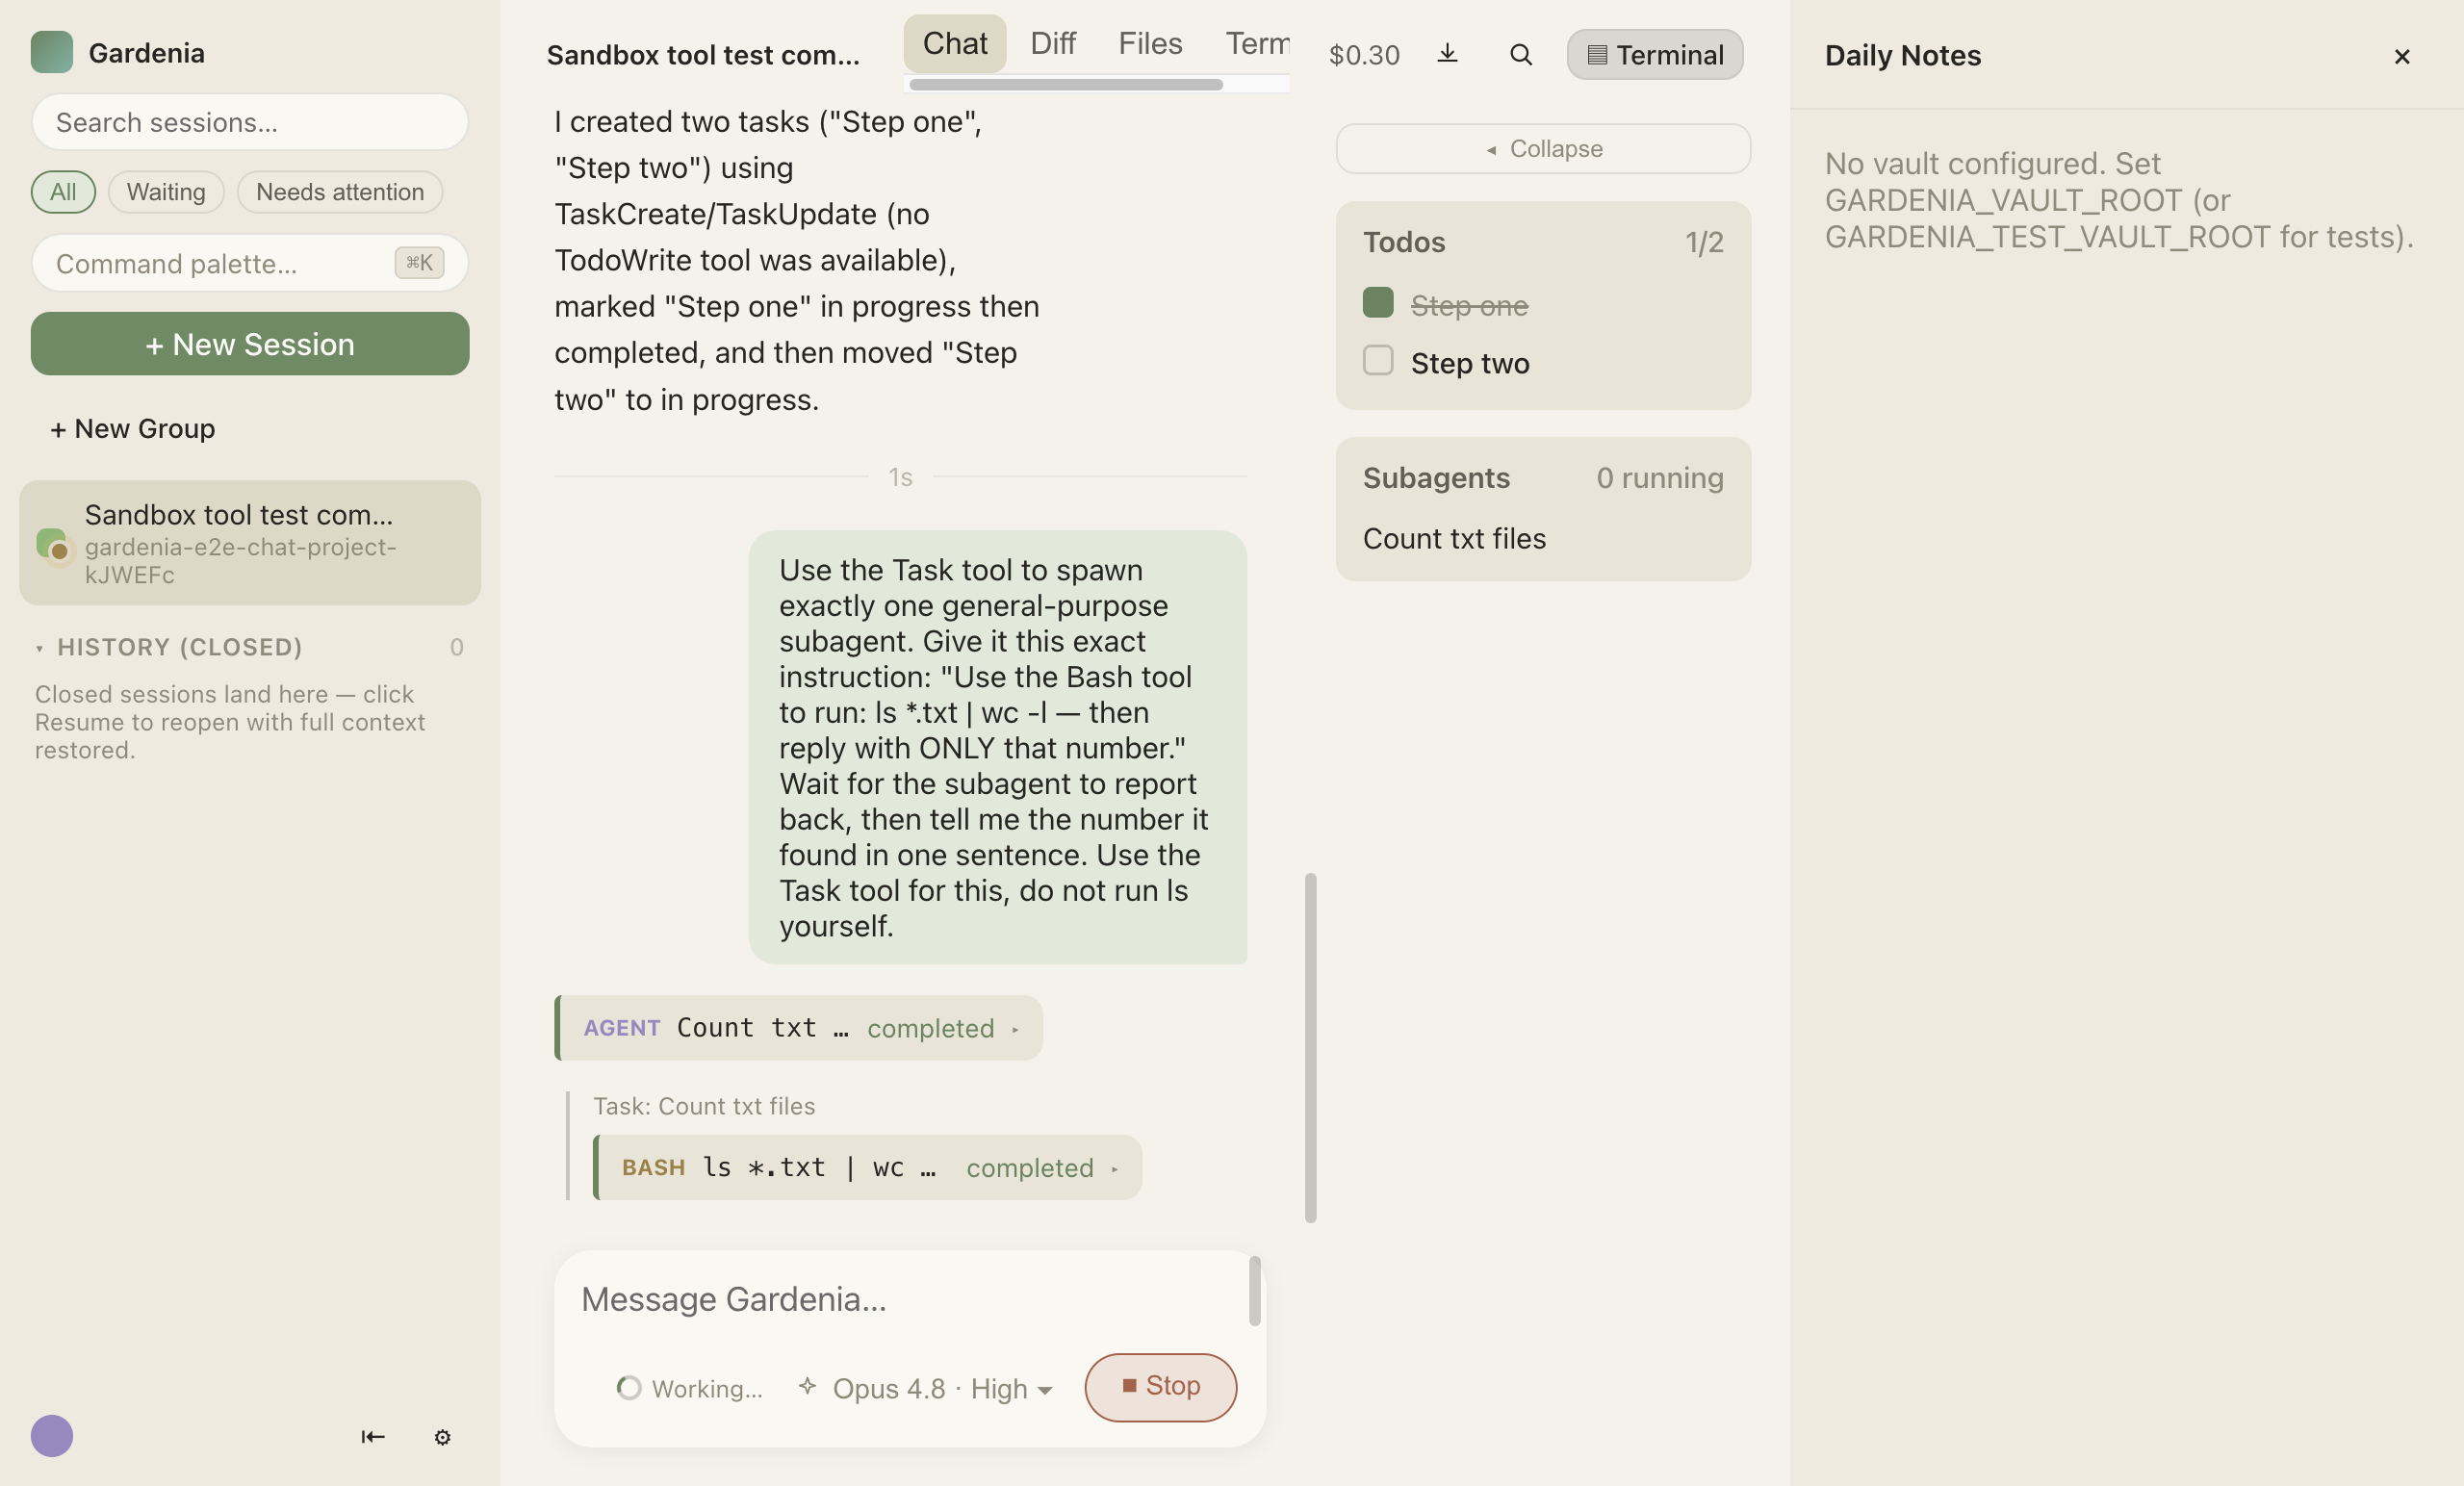 Gardenia
Search sessions...
All
Waiting
Needs attention
Command palette...
⌘K
+ New Session
+ New Group
Sandbox tool test com...
gardenia-e2e-chat-project-
kJWEFc
HISTORY (CLOSED)
0
Closed sessions land here — click
Resume to reopen with full context
restored.
Sandbox tool test com...
Chat
Diff
Files
Term
$0.30
Terminal
I created two tasks ("Step one",
"Step two") using
TaskCreate/TaskUpdate (no
TodoWrite tool was available),
marked "Step one" in progress then
completed, and then moved "Step
two" to in progress.
1s
Use the Task tool to spawn
exactly one general-purpose
subagent. Give it this exact
instruction: "Use the Bash tool
to run: ls *.txt | wc -l — then
reply with ONLY that number."
Wait for the subagent to report
back, then tell me the number it
found in one sentence. Use the
Task tool for this, do not run ls
yourself.
AGENT Count txt … completed
Task: Count txt files
BASH ls *.txt | wc … completed
Message Gardenia...
Working...
Opus 4.8 · High
Stop
Collapse
Todos
1/2
Step one
Step two
Subagents
0 running
Count txt files
Daily Notes
×
No vault configured. Set
GARDENIA_VAULT_ROOT (or
GARDENIA_TEST_VAULT_ROOT for tests).